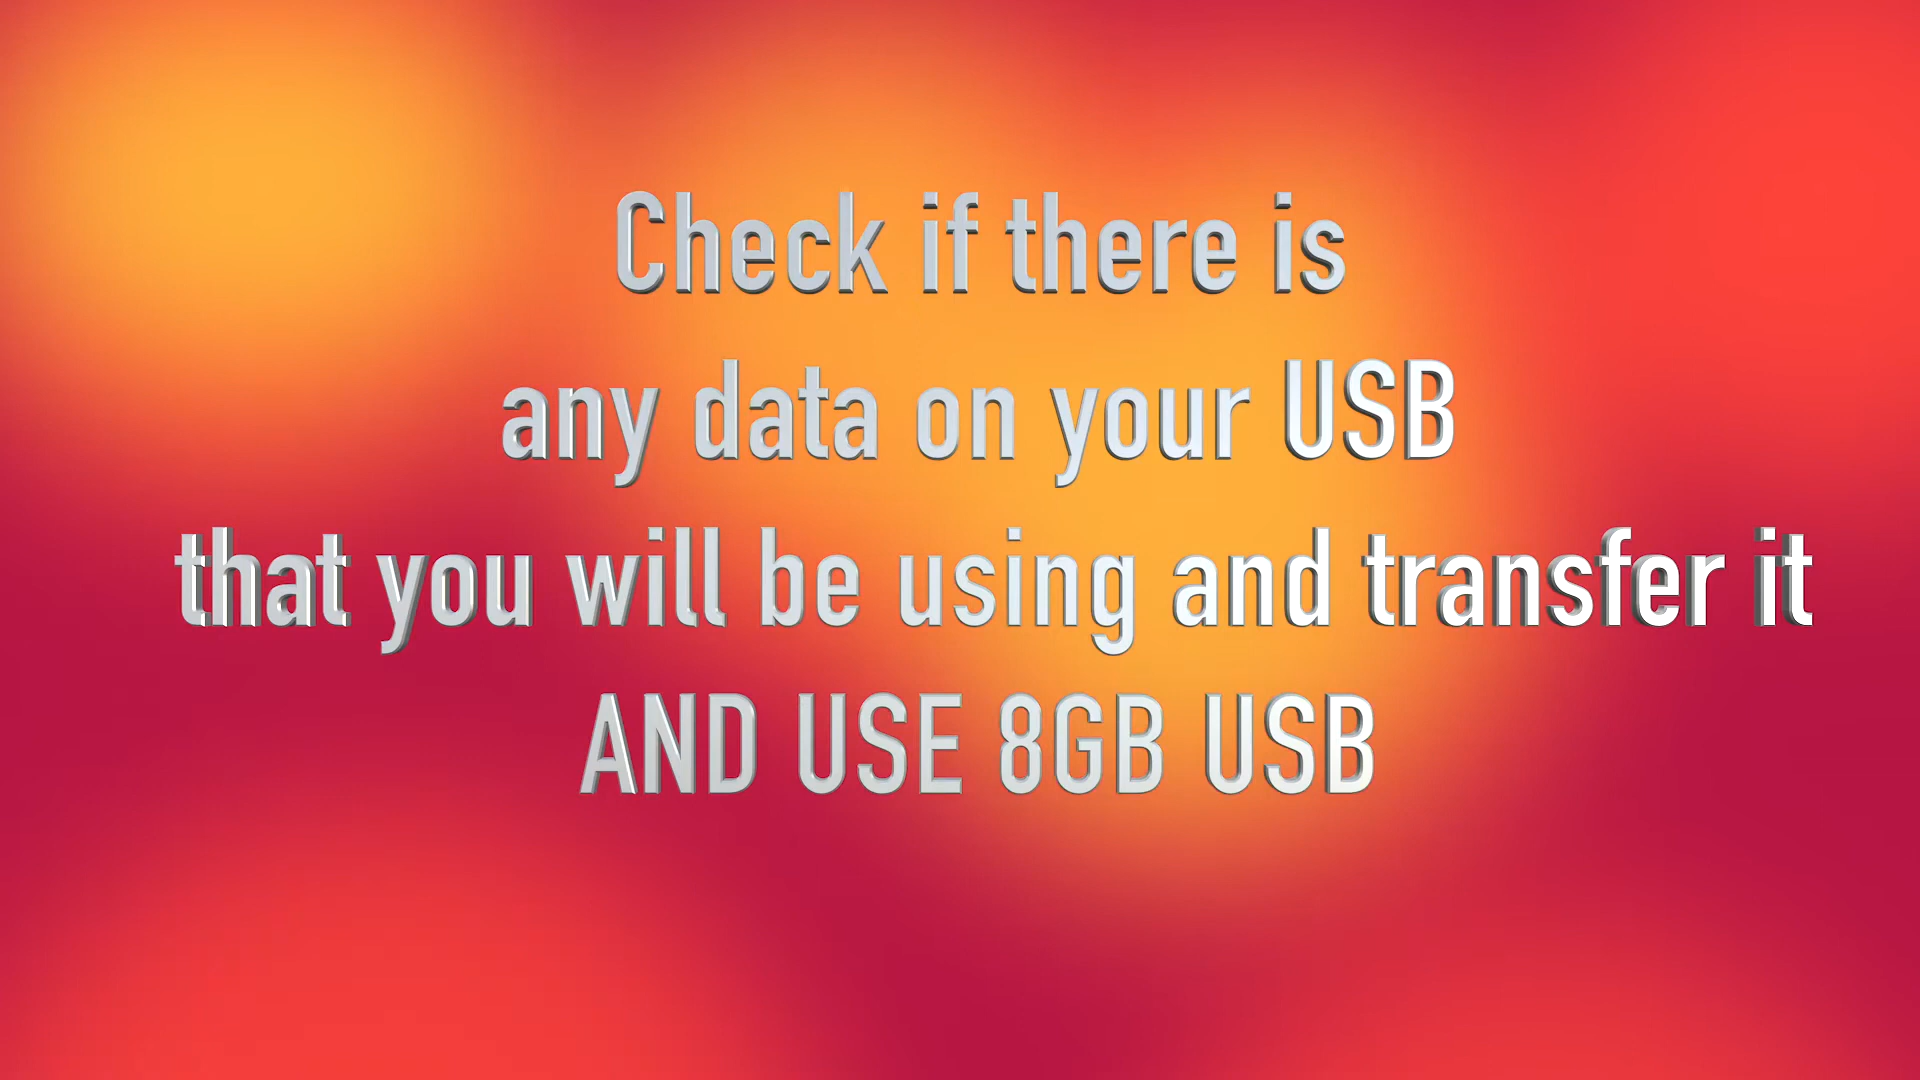 Check if there is
any data on your USB
that you will be using and transfer it
AND USE 8GB USB